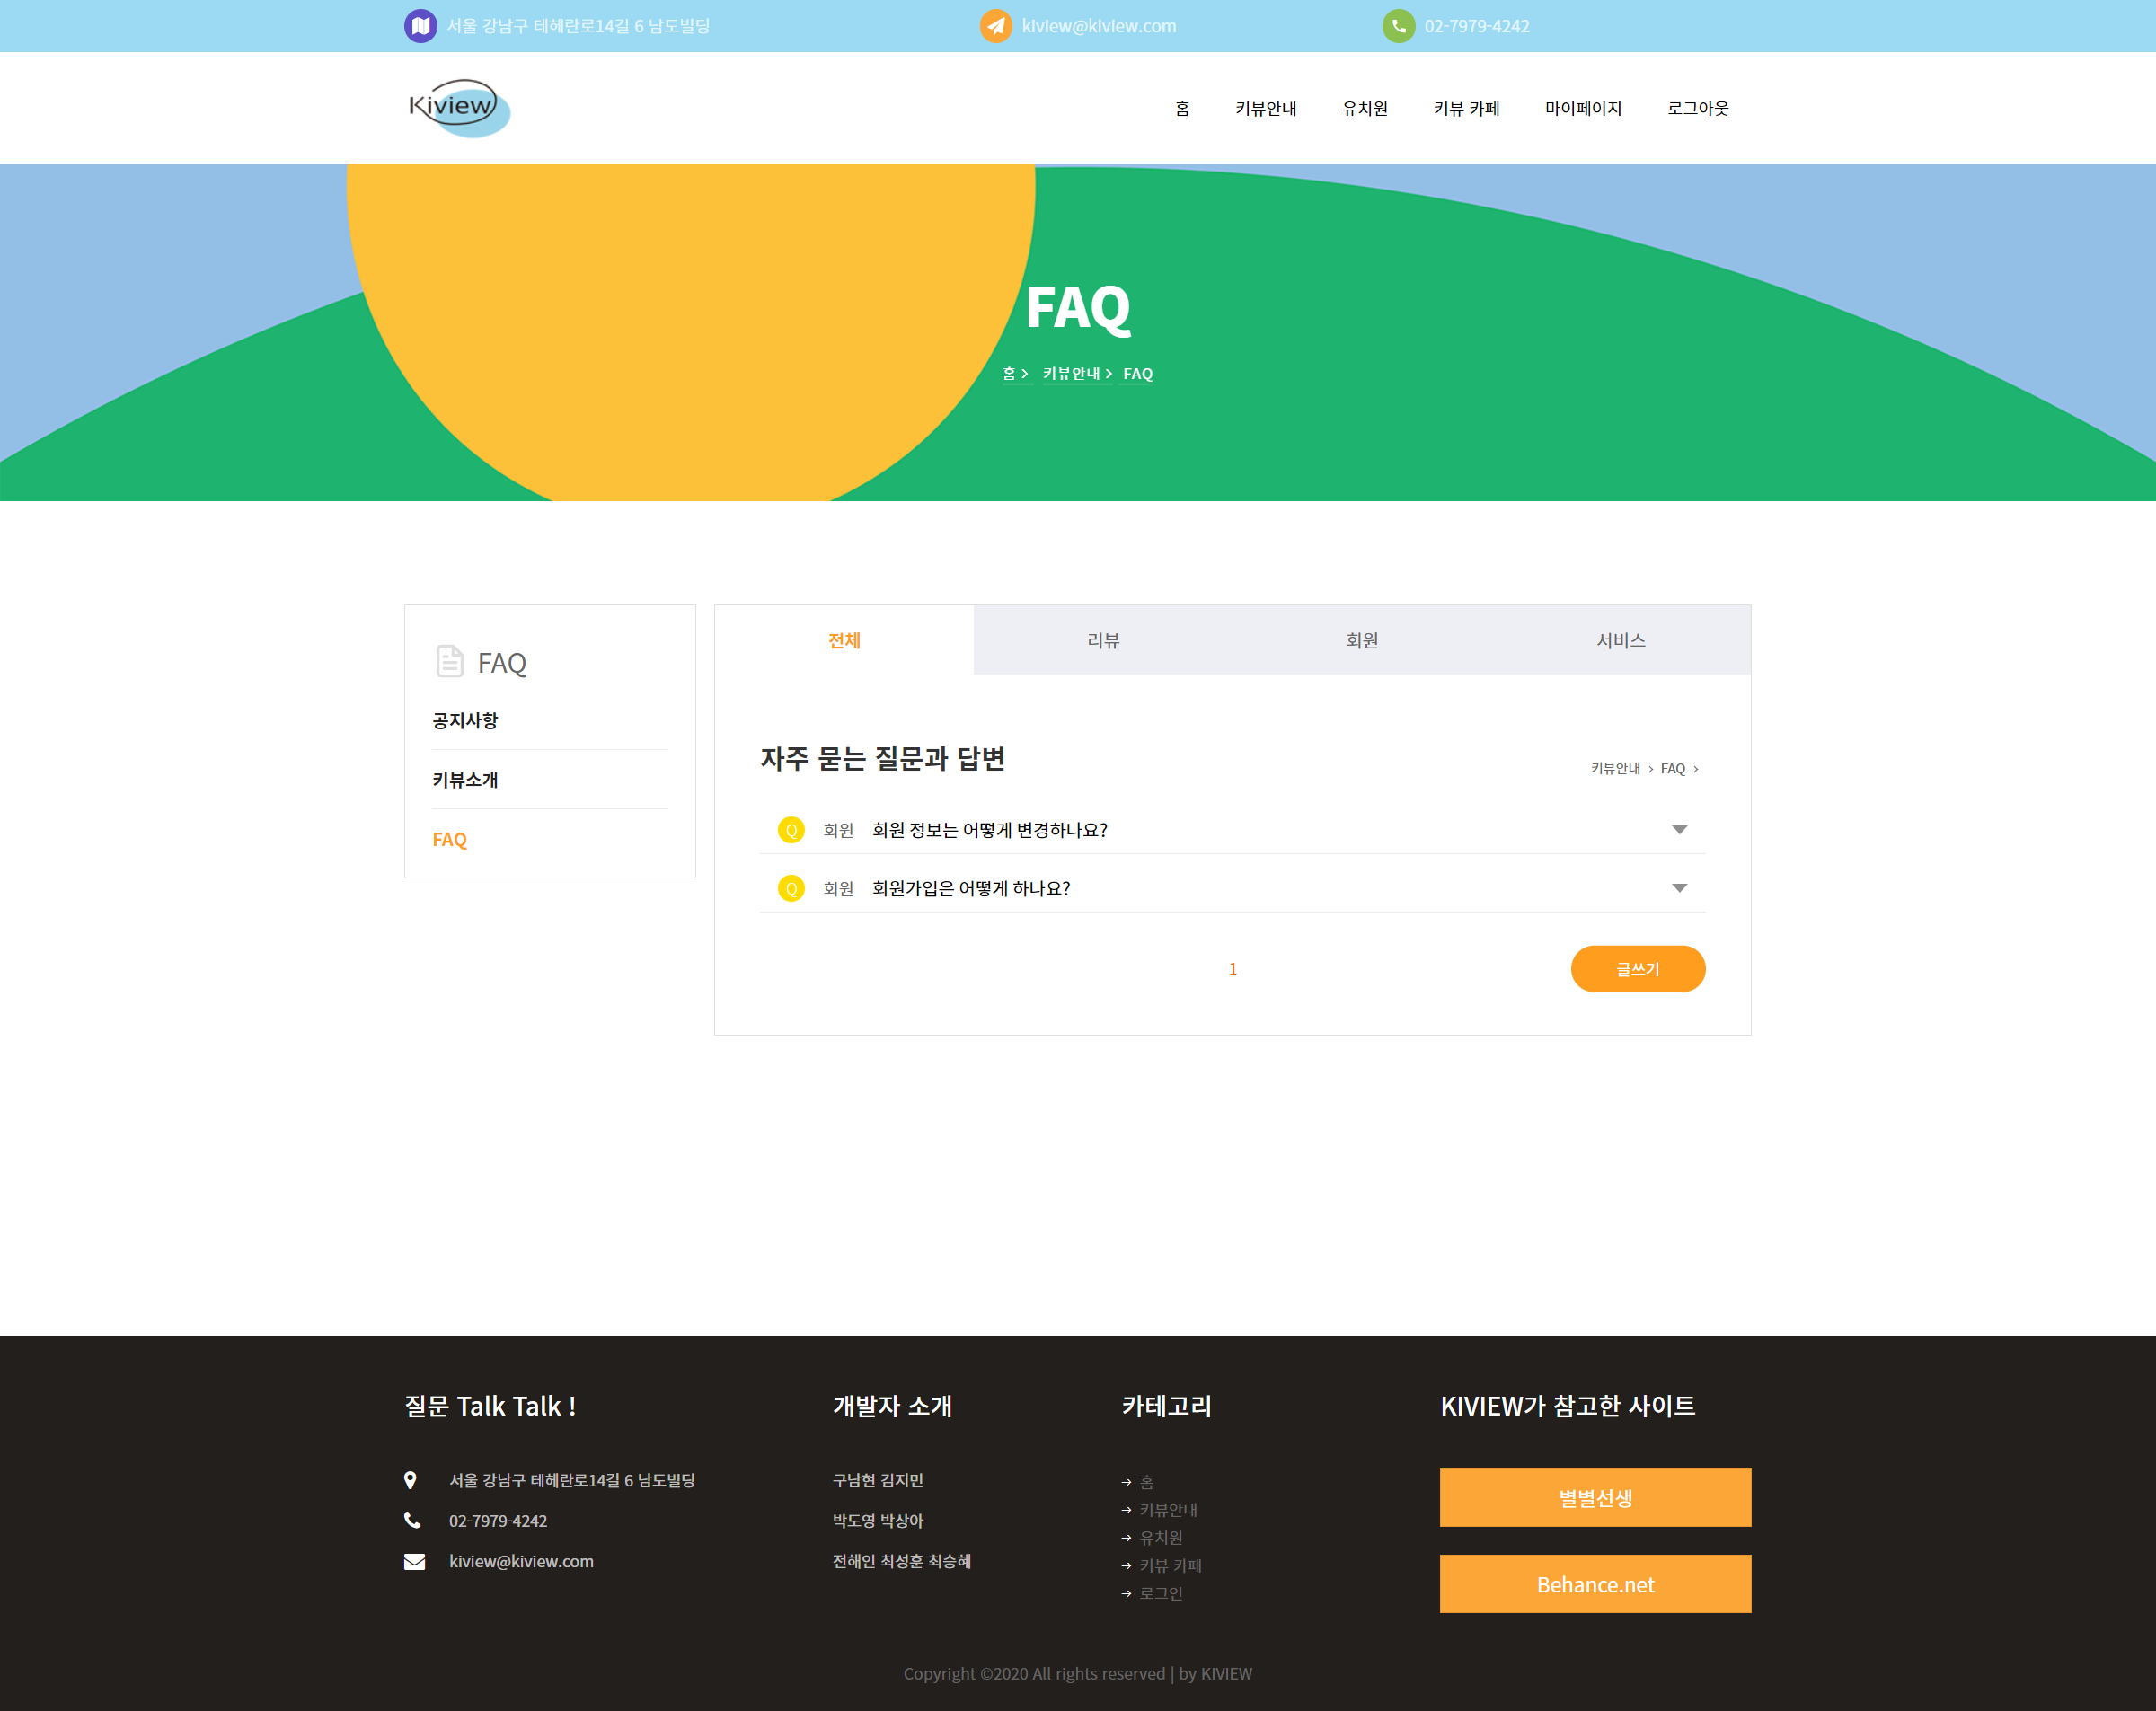 서울 강남구 테헤란로14길 6 남도빌딩
kiview@kiview.com
02-7979-4242
Kiview
홈 키뷰안내 유치원 키뷰 카페 마이페이지 로그아웃
FAQ
홈 > 키뷰안내 > FAQ
FAQ
공지사항
키뷰소개
FAQ
전체 리뷰 회원 서비스
자주 묻는 질문과 답변
키뷰안내 > FAQ >
Q 회원 회원 정보는 어떻게 변경하나요?
Q 회원 회원가입은 어떻게 하나요?
1
글쓰기
질문 Talk Talk !
서울 강남구 테헤란로14길 6 남도빌딩
02-7979-4242
kiview@kiview.com
개발자 소개
구남현 김지민
박도영 박상아
전해인 최성훈 최승혜
카테고리
→ 홈
→ 키뷰안내
→ 유치원
→ 키뷰 카페
→ 로그인
KIVIEW가 참고한 사이트
별별선생
Behance.net
Copyright ©2020 All rights reserved | by KIVIEW